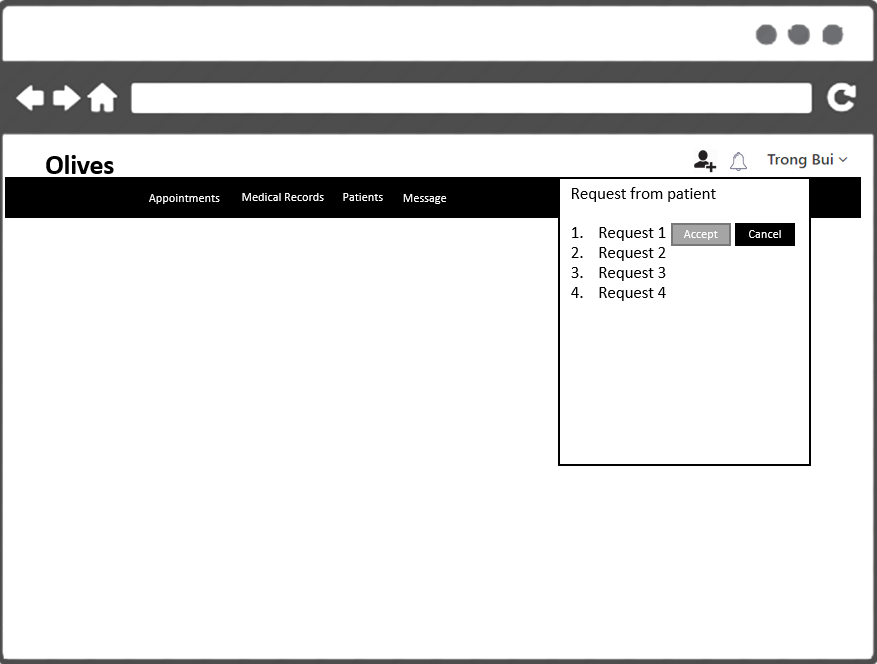 Olives
Trong Bui
Appointments Medical Records Patients Message
Request from patient
1. Request 1 Accept Cancel
2. Request 2
3. Request 3
4. Request 4